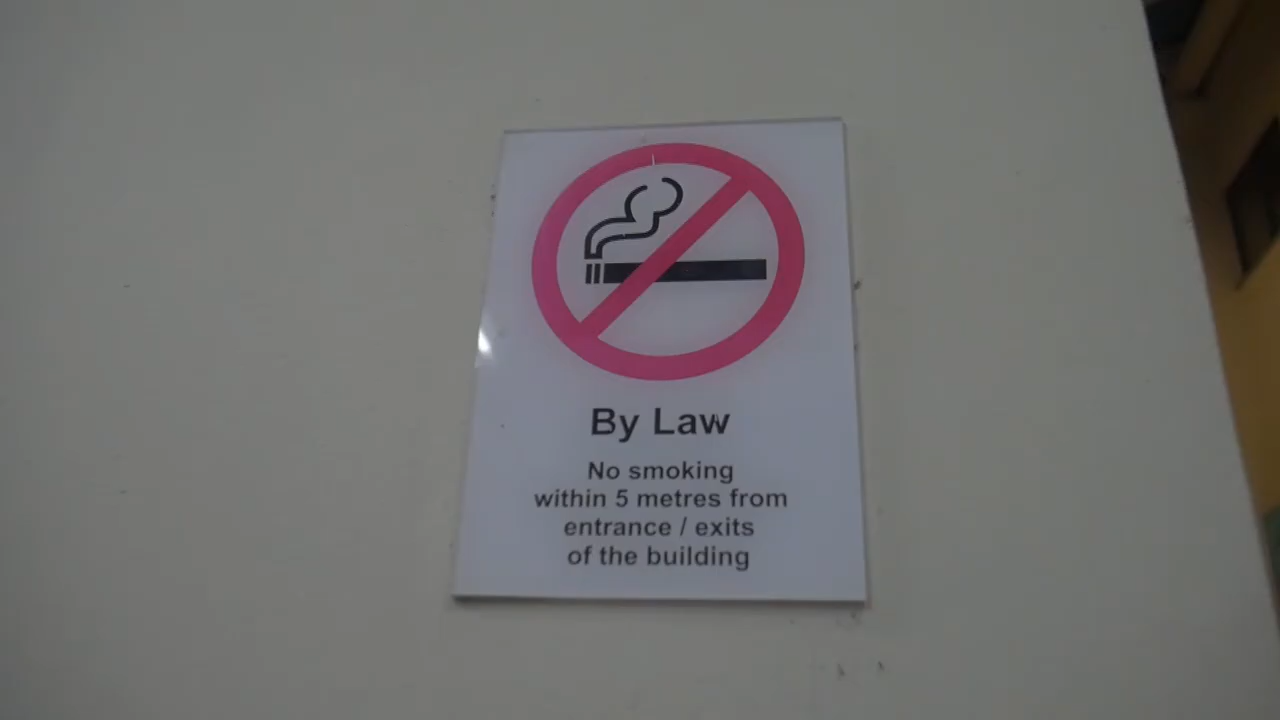 By Law
No smoking
within 5 metres from
entrance / exits
of the building